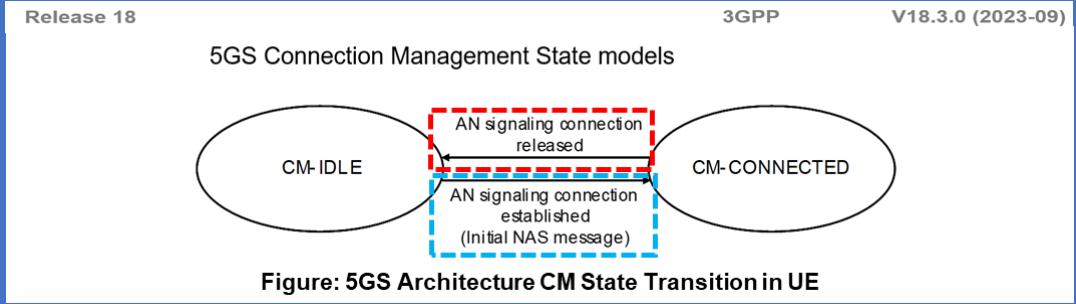 Release 18 3GPP V18.3.0 (2023-09)
5GS Connection Management State models
AN signaling connection
released
CM-IDLE CM-CONNECTED
AN signaling connection
established
(Initial NAS message)
Figure: 5GS Architecture CM State Transition in UE